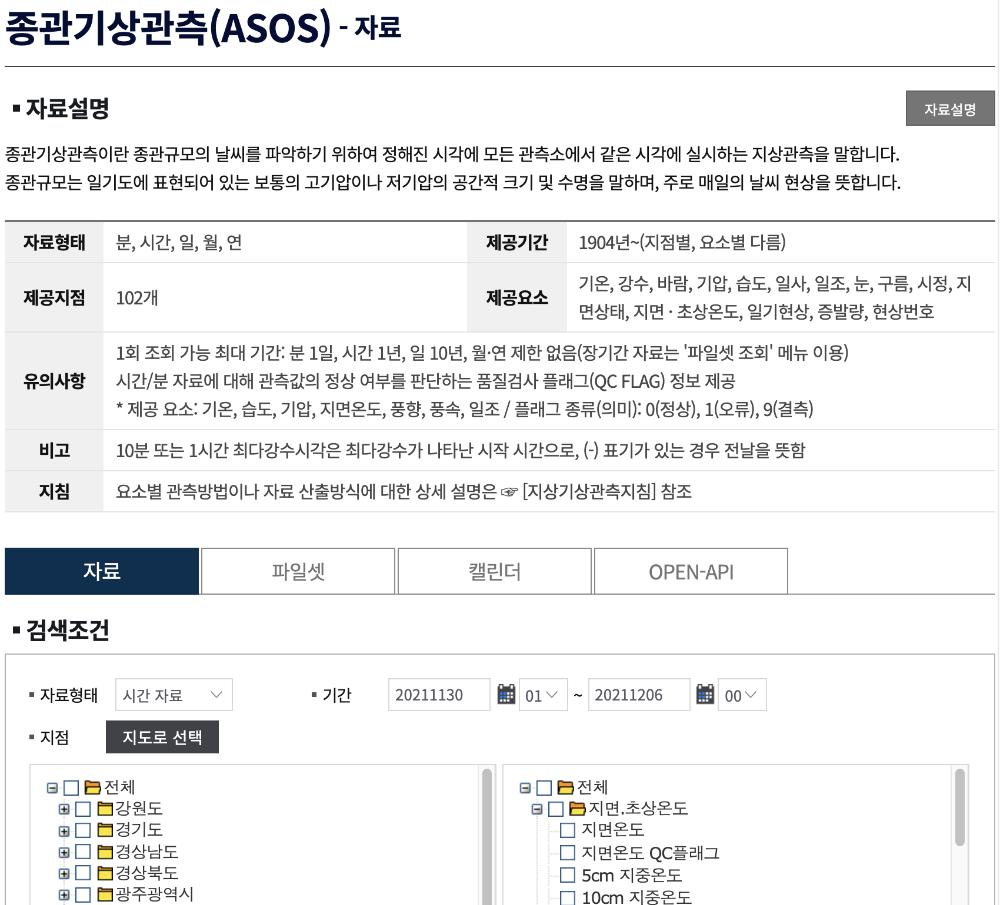 종관기상관측(ASOS) - 자료
자료설명
자료설명
종관기상관측이란 종관규모의 날씨를 파악하기 위하여 정해진 시각에 모든 관측소에서 같은 시각에 실시하는 지상관측을 말합니다.
종관규모는 일기도에 표현되어 있는 보통의 고기압이나 저기압의 공간적 크기 및 수명을 말하며, 주로 매일의 날씨 현상을 뜻합니다.
자료형태 분, 시간, 일, 월, 연 제공기간 1904년~(지점별, 요소별 다름)
제공지점 102개 제공요소 기온, 강수, 바람, 기압, 습도, 일사, 일조, 눈, 구름, 시정, 지
면상태, 지면 · 초상온도, 일기현상, 증발량, 현상번호
유의사항 1회 조회 가능 최대 기간: 분 1일, 시간 1년, 일 10년, 월·연 제한 없음(장기간 자료는 '파일셋 조회' 메뉴 이용)
시간/분 자료에 대해 관측값의 정상 여부를 판단하는 품질검사 플래그(QC FLAG) 정보 제공
* 제공 요소: 기온, 습도, 기압, 지면온도, 풍향, 풍속, 일조 / 플래그 종류(의미): 0(정상), 1(오류), 9(결측)
비고 10분 또는 1시간 최다강수시각은 최다강수가 나타난 시작 시간으로, (-) 표기가 있는 경우 전날을 뜻함
지침 요소별 관측방법이나 자료 산출방식에 대한 상세 설명은 ☞ [지상기상관측지침] 참조
자료 파일셋 캘린더 OPEN-API
검색조건
자료형태 시간 자료 기간 20211130 01 ~ 20211206 00
지점 지도로 선택
전체
강원도
경기도
경상남도
경상북도
광주광역시
전체
지면.초상온도
지면온도
지면온도 QC플래그
5cm 지중온도
10cm 지중온도